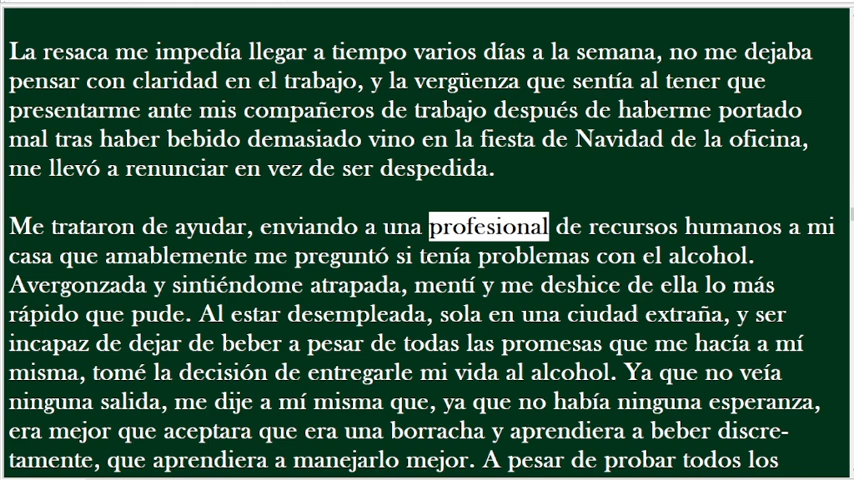 La resaca me impedía llegar a tiempo varios días a la semana, no me dejaba
pensar con claridad en el trabajo, y la vergüenza que sentía al tener que
presentarme ante mis compañeros de trabajo después de haberme portado
mal tras haber bebido demasiado vino en la fiesta de Navidad de la oficina,
me llevó a renunciar en vez de ser despedida.
Me trataron de ayudar, enviando a una profesional de recursos humanos a mi
casa que amablemente me preguntó si tenía problemas con el alcohol.
Avergonzada y sintiéndome atrapada, mentí y me deshice de ella lo más
rápido que pude. Al estar desempleada, sola en una ciudad extraña, y ser
incapaz de dejar de beber a pesar de todas las promesas que me hacía a mí
misma, tomé la decisión de entregarle mi vida al alcohol. Ya que no veía
ninguna salida, me dije a mí misma que, ya que no había ninguna esperanza,
era mejor que aceptara que era una borracha y aprendiera a beber discre-
tamente, que aprendiera a manejarlo mejor. A pesar de probar todos los